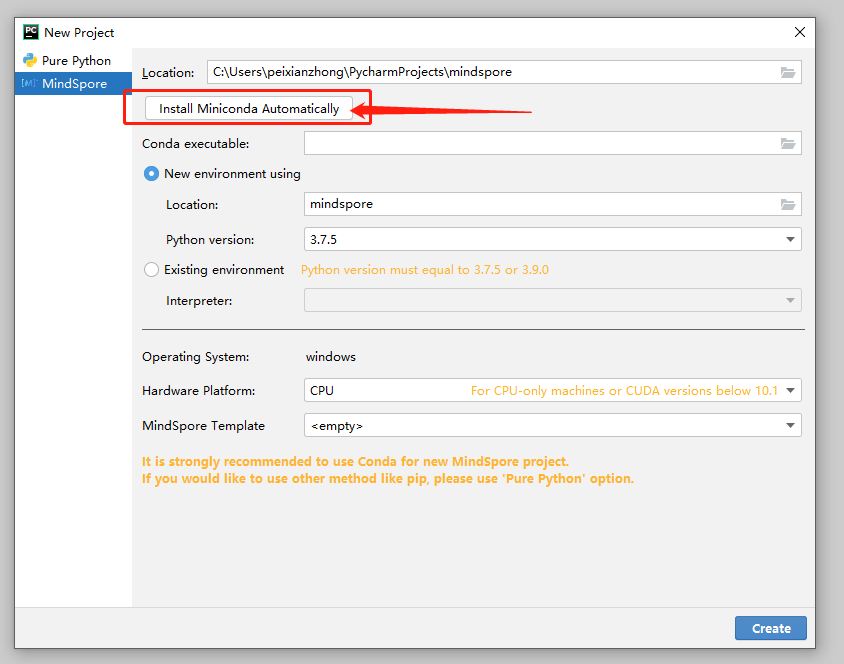 PC New Project
Pure Python
[M] MindSpore
Location: C:\Users\peixianzhong\PycharmProjects\mindspore
Install Miniconda Automatically
Conda executable:
New environment using
Location: mindspore
Python version: 3.7.5
Existing environment Python version must equal to 3.7.5 or 3.9.0
Interpreter:
Operating System: windows
Hardware Platform: CPU For CPU-only machines or CUDA versions below 10.1
MindSpore Template <empty>
It is strongly recommended to use Conda for new MindSpore project.
If you would like to use other method like pip, please use 'Pure Python' option.
Create